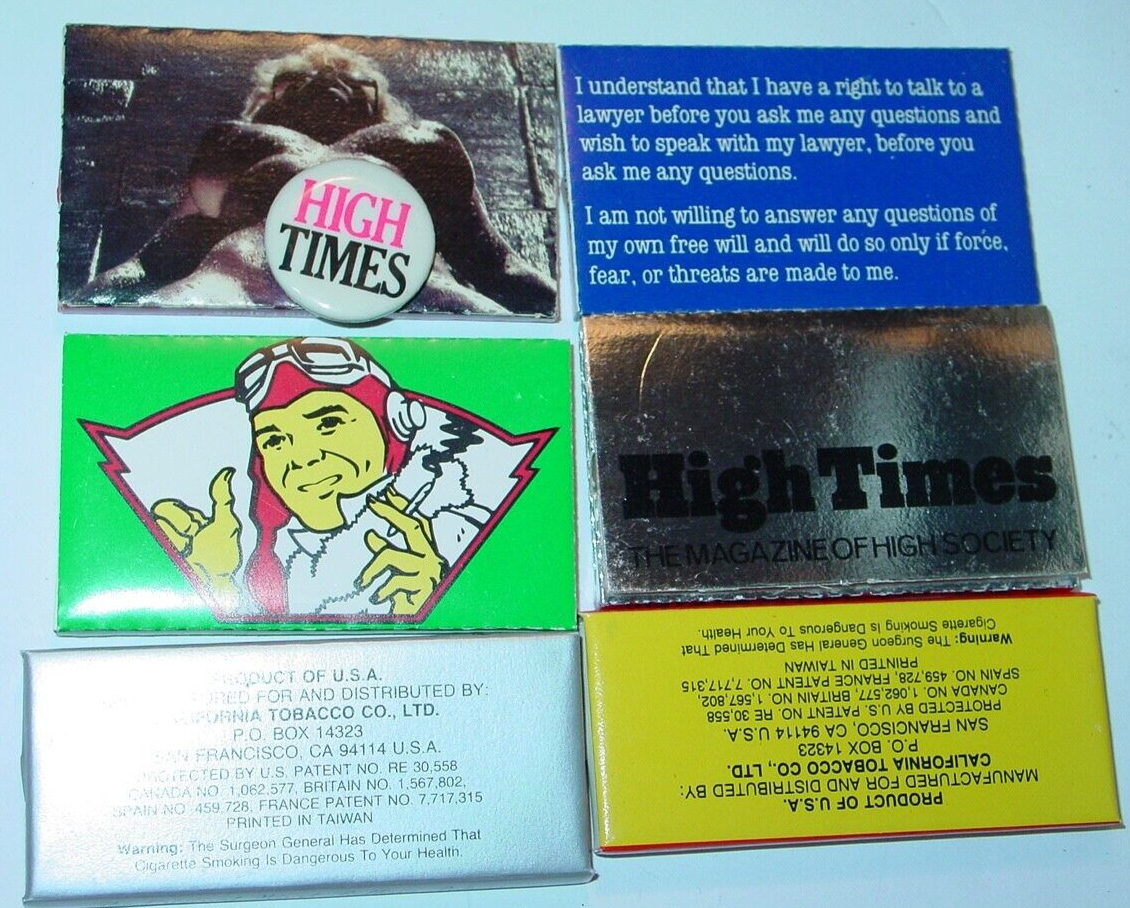 HIGH
TIMES
I understand that I have a right to talk to a
lawyer before you ask me any questions and
wish to speak with my lawyer, before you
ask me any questions.
I am not willing to answer any questions of
my own free will and will do so only if force,
fear, or threats are made to me.
High Times
THE MAGAZINE OF HIGH SOCIETY
PRODUCT OF U.S.A.
FOR AND DISTRIBUTED BY:
CALIFORNIA TOBACCO CO., LTD.
P.O. BOX 14323
SAN FRANCISCO, CA 94114 U.S.A.
PROTECTED BY U.S. PATENT NO. RE 30,558
CANADA NO. 1,062,577, BRITAIN NO. 1,567,802,
SPAIN NO. 459,728, FRANCE PATENT NO. 7,717,315
PRINTED IN TAIWAN
Warning: The Surgeon General Has Determined That
Cigarette Smoking Is Dangerous To Your Health.
PRODUCT OF U.S.A.
MANUFACTURED FOR AND DISTRIBUTED BY:
CALIFORNIA TOBACCO CO., LTD.
P.O. BOX 14323
SAN FRANCISCO, CA 94114 U.S.A.
PROTECTED BY U.S. PATENT NO. RE 30,558
CANADA NO. 1,062,577, BRITAIN NO. 1,567,802,
SPAIN NO. 459,728, FRANCE PATENT NO. 7,717,315
PRINTED IN TAIWAN
Warning: The Surgeon General Has Determined That
Cigarette Smoking Is Dangerous To Your Health.